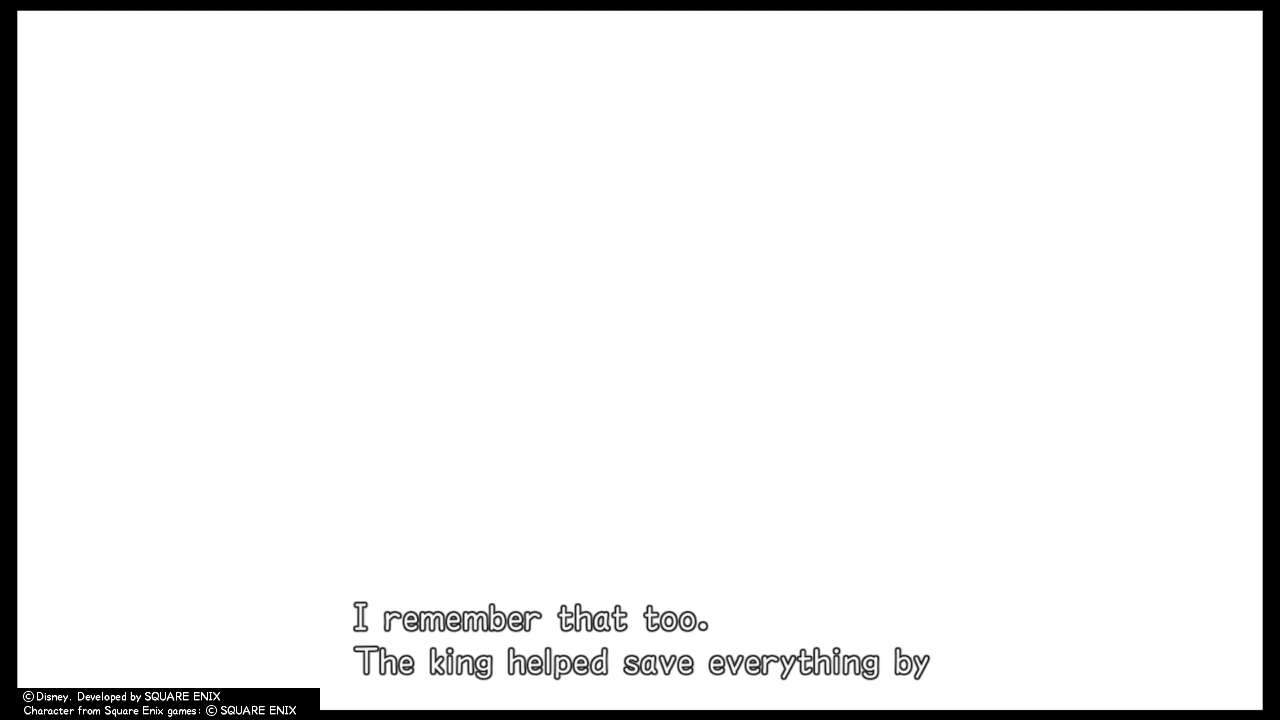 I remember that too.
The king helped save everything by
© Disney. Developed by SQUARE ENIX
Character from Square Enix games: © SQUARE ENIX